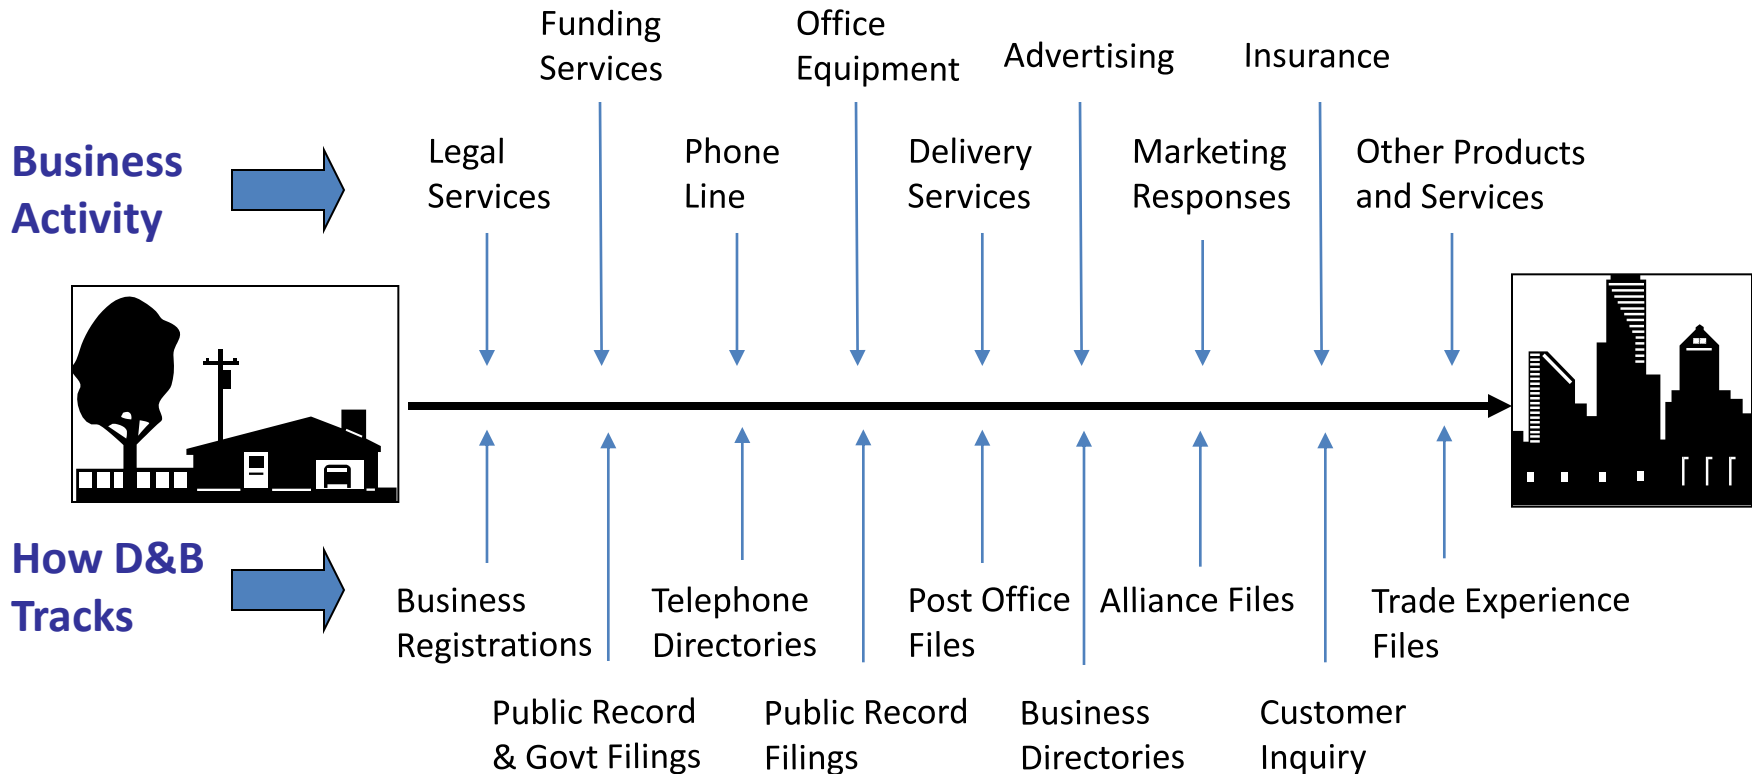 Funding
Services
Office
Equipment
Advertising
Insurance
Business
Activity
Legal
Services
Phone
Line
Delivery
Services
Marketing
Responses
Other Products
and Services
How D&B
Tracks
Business
Registrations
Telephone
Directories
Post Office
Files
Alliance Files
Trade Experience
Files
Public Record
& Govt Filings
Public Record
Filings
Business
Directories
Customer
Inquiry